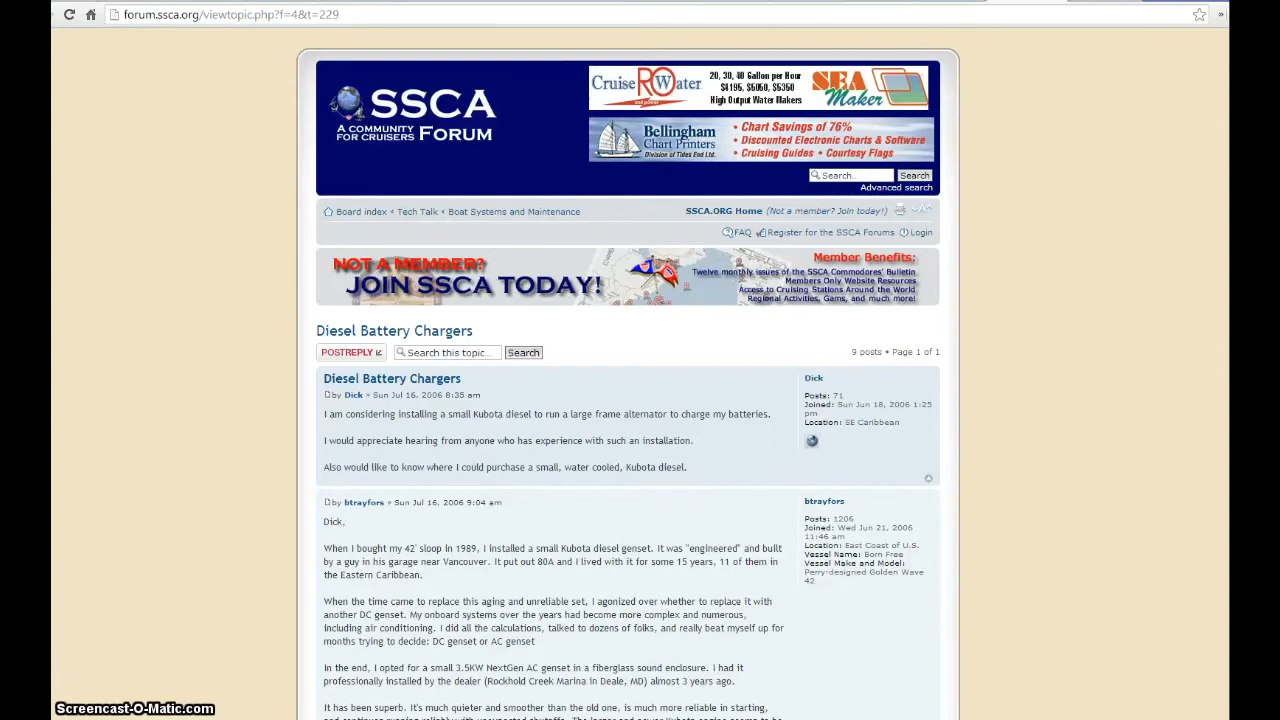 forum.ssca.org/viewtopic.php?f=4&t=229
»
SSCA
A COMMUNITY FOR CRUISERS FORUM
Cruise RO Water
and power
20, 30, 40 Gallon per Hour
$4195, $5050, $5350
High Output Water Makers
SEA Maker
Bellingham
Chart Printers
Division of Tides End Ltd.
• Chart Savings of 76%
• Discounted Electronic Charts & Software
• Cruising Guides • Courtesy Flags
Search... Search
Advanced search
Board index ‹ Tech Talk ‹ Boat Systems and Maintenance
SSCA.ORG Home (Not a member? Join today!)
FAQ Register for the SSCA Forums Login
NOT A MEMBER?
JOIN SSCA TODAY!
Member Benefits:
Twelve monthly issues of the SSCA Commodores' Bulletin
Members Only Website Resources
Access to Cruising Stations Around the World
Regional Activities, Gams, and much more!
Diesel Battery Chargers
POSTREPLY Search this topic... Search
9 posts • Page 1 of 1
Diesel Battery Chargers
by Dick » Sun Jul 16, 2006 8:35 am
I am considering installing a small Kubota diesel to run a large frame alternator to charge my batteries.
I would appreciate hearing from anyone who has experience with such an installation.
Also would like to know where I could purchase a small, water cooled, Kubota diesel.
Dick
Posts: 71
Joined: Sun Jun 18, 2006 1:25
pm
Location: SE Caribbean
by btrayfors » Sun Jul 16, 2006 9:04 am
Dick,
When I bought my 42' sloop in 1989, I installed a small Kubota diesel genset. It was "engineered" and built
by a guy in his garage near Vancouver. It put out 80A and I lived with it for some 15 years, 11 of them in
the Eastern Caribbean.
When the time came to replace this aging and unreliable set, I agonized over whether to replace it with
another DC genset. My onboard systems over the years had become more complex and numerous,
including air conditioning. I did all the calculations, talked to dozens of folks, and really beat myself up for
months trying to decide: DC genset or AC genset
In the end, I opted for a small 3.5KW NextGen AC genset in a fiberglass sound enclosure. I had it
professionally installed by the dealer (Rockhold Creek Marina in Deale, MD) almost 3 years ago.
It has been superb. It's much quieter and smoother than the old one, is much more reliable in starting,
btrayfors
Posts: 1206
Joined: Wed Jun 21, 2006
11:46 am
Location: East Coast of U.S.
Vessel Name: Born Free
Vessel Make and Model:
Perry-designed Golden Wave
42
Screencast-O-Matic.com